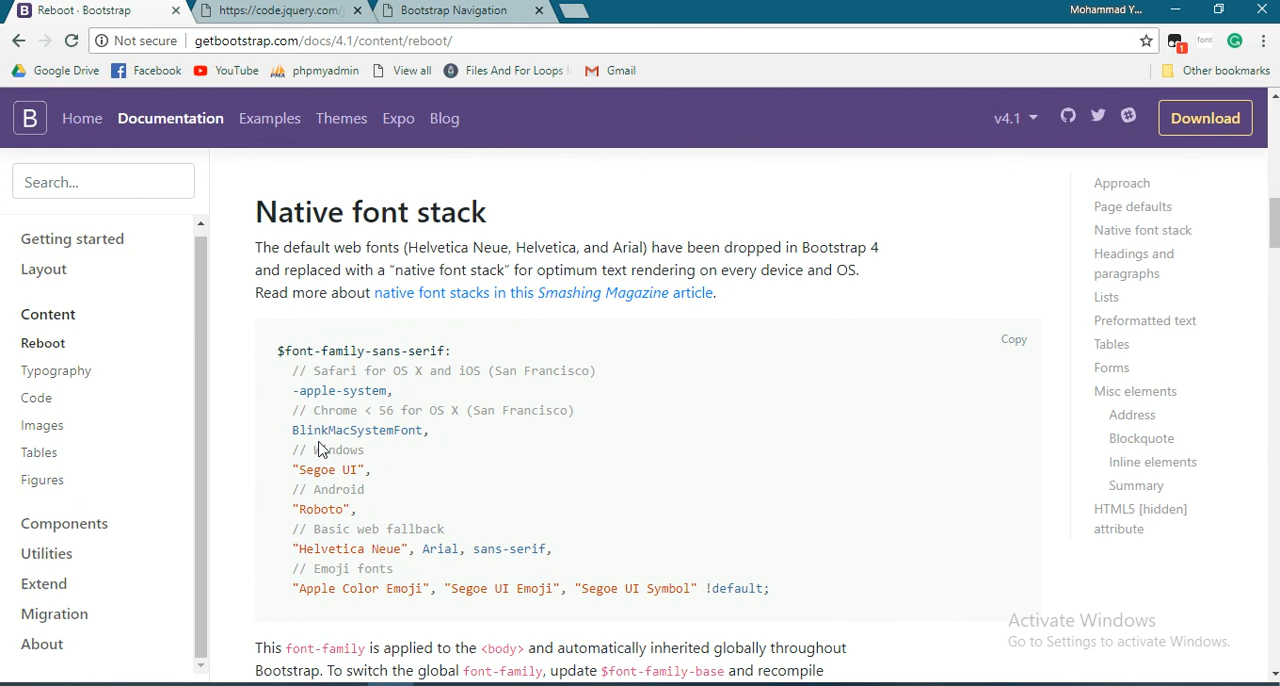 Reboot · Bootstrap
https://code.jquery.com/
Bootstrap Navigation
Mohammad Y...
Not secure
getbootstrap.com/docs/4.1/content/reboot/
font
1
Google Drive
Facebook
YouTube
phpmyadmin
View all
Files And For Loops
Gmail
Other bookmarks
B
Home
Documentation
Examples
Themes
Expo
Blog
v4.1
Download
Search...
Getting started
Layout
Content
Reboot
Typography
Code
Images
Tables
Figures
Components
Utilities
Extend
Migration
About
Native font stack
The default web fonts (Helvetica Neue, Helvetica, and Arial) have been dropped in Bootstrap 4
and replaced with a “native font stack” for optimum text rendering on every device and OS.
Read more about native font stacks in this Smashing Magazine article.
Copy
$font-family-sans-serif:
// Safari for OS X and iOS (San Francisco)
-apple-system,
// Chrome < 56 for OS X (San Francisco)
BlinkMacSystemFont,
// Windows
"Segoe UI",
// Android
"Roboto",
// Basic web fallback
"Helvetica Neue", Arial, sans-serif,
// Emoji fonts
"Apple Color Emoji", "Segoe UI Emoji", "Segoe UI Symbol" !default;
This font-family is applied to the <body> and automatically inherited globally throughout
Bootstrap. To switch the global font-family, update $font-family-base and recompile
Approach
Page defaults
Native font stack
Headings and
paragraphs
Lists
Preformatted text
Tables
Forms
Misc elements
Address
Blockquote
Inline elements
Summary
HTML5 [hidden]
attribute
Activate Windows
Go to Settings to activate Windows.